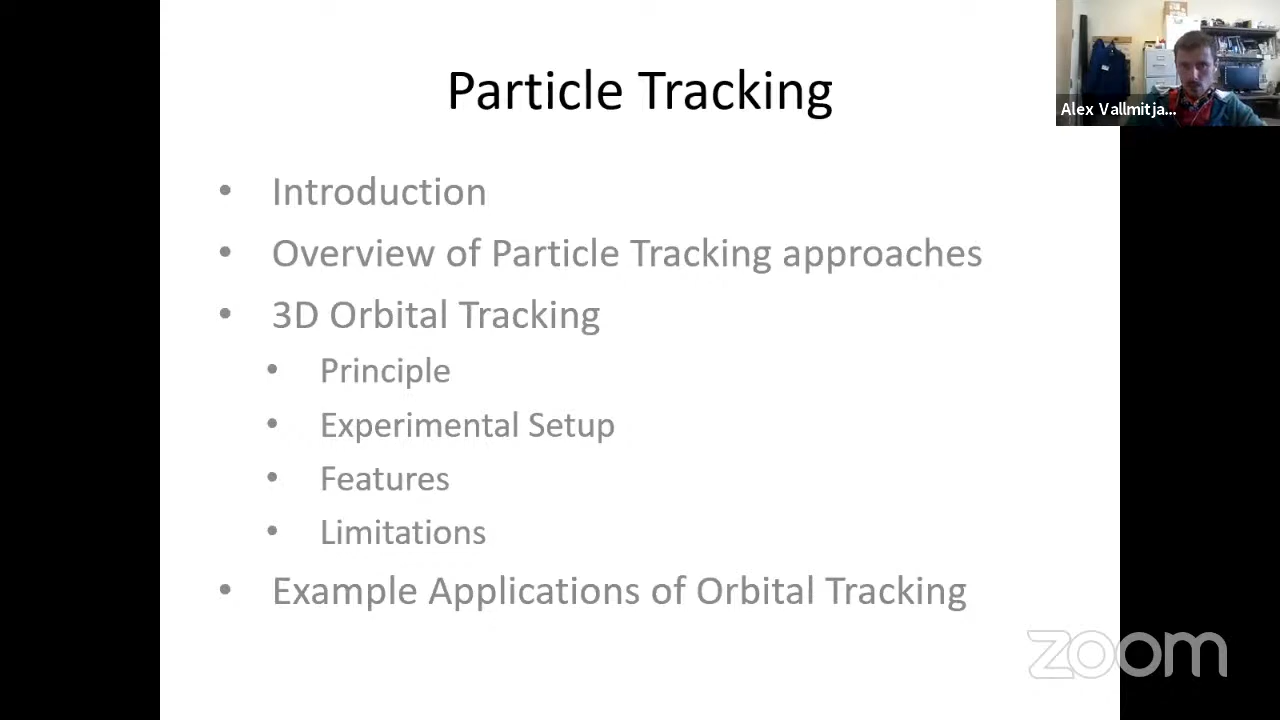 Particle Tracking
Alex Vallmitja...
• Introduction
• Overview of Particle Tracking approaches
• 3D Orbital Tracking
• Principle
• Experimental Setup
• Features
• Limitations
• Example Applications of Orbital Tracking
zoom